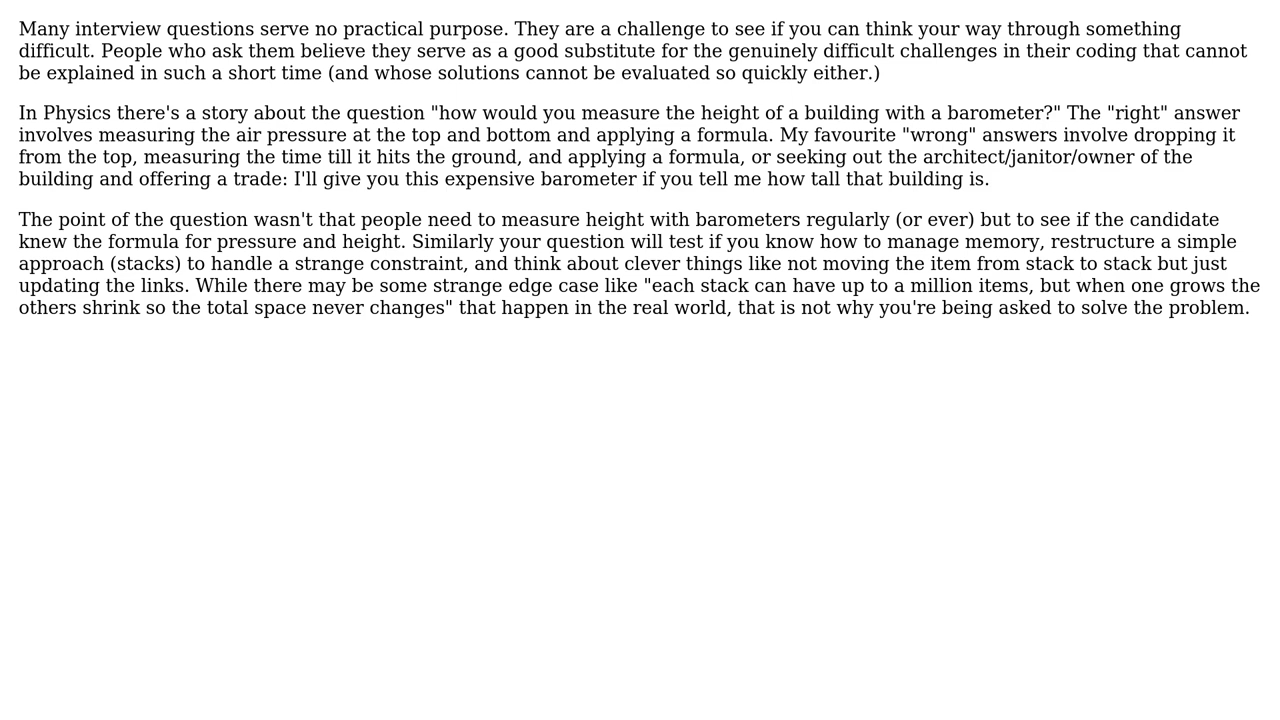 Many interview questions serve no practical purpose. They are a challenge to see if you can think your way through something
difficult. People who ask them believe they serve as a good substitute for the genuinely difficult challenges in their coding that cannot
be explained in such a short time (and whose solutions cannot be evaluated so quickly either.)
In Physics there's a story about the question "how would you measure the height of a building with a barometer?" The "right" answer
involves measuring the air pressure at the top and bottom and applying a formula. My favourite "wrong" answers involve dropping it
from the top, measuring the time till it hits the ground, and applying a formula, or seeking out the architect/janitor/owner of the
building and offering a trade: I'll give you this expensive barometer if you tell me how tall that building is.
The point of the question wasn't that people need to measure height with barometers regularly (or ever) but to see if the candidate
knew the formula for pressure and height. Similarly your question will test if you know how to manage memory, restructure a simple
approach (stacks) to handle a strange constraint, and think about clever things like not moving the item from stack to stack but just
updating the links. While there may be some strange edge case like "each stack can have up to a million items, but when one grows the
others shrink so the total space never changes" that happen in the real world, that is not why you're being asked to solve the problem.